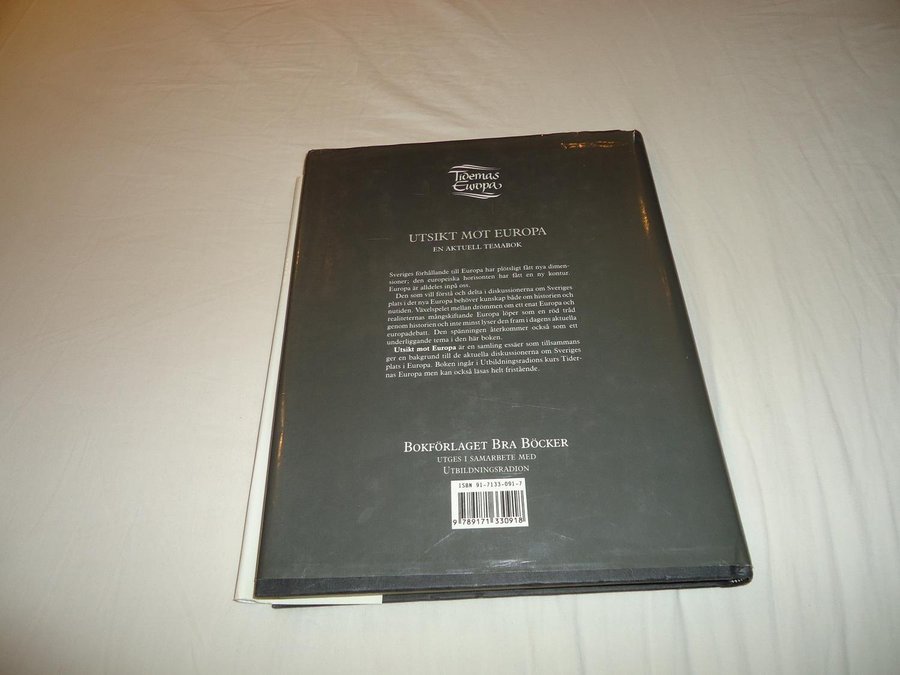 Tidernas
Europa
UTSIKT MOT EUROPA
EN AKTUELL TEMABOK
Sveriges förhållande till Europa har plötsligt fått nya dimen-
sioner; den europeiska horisonten har fått en ny kontur.
Europa är alldeles inpå oss.
Den som vill förstå och delta i diskussionerna om Sveriges
plats i det nya Europa behöver kunskap både om historien och
nutiden. Växelspelet mellan drömmen om ett enat Europa och
realiteternas mångskiftande Europa löper som en röd tråd
genom historien och inte minst lyser den fram i dagens aktuella
europadebatt. Den spänningen återkommer också som ett
underliggande tema i den här boken.
Utsikt mot Europa är en samling essäer som tillsammans
ger en bakgrund till de aktuella diskussionerna om Sveriges
plats i Europa. Boken ingår i Utbildningsradions kurs Tider-
nas Europa men kan också läsas helt fristående.
BOKFÖRLAGET BRA BÖCKER
UTGES I SAMARBETE MED
UTBILDNINGSRADION
ISBN 91-7133-091-7
9 789171 330918